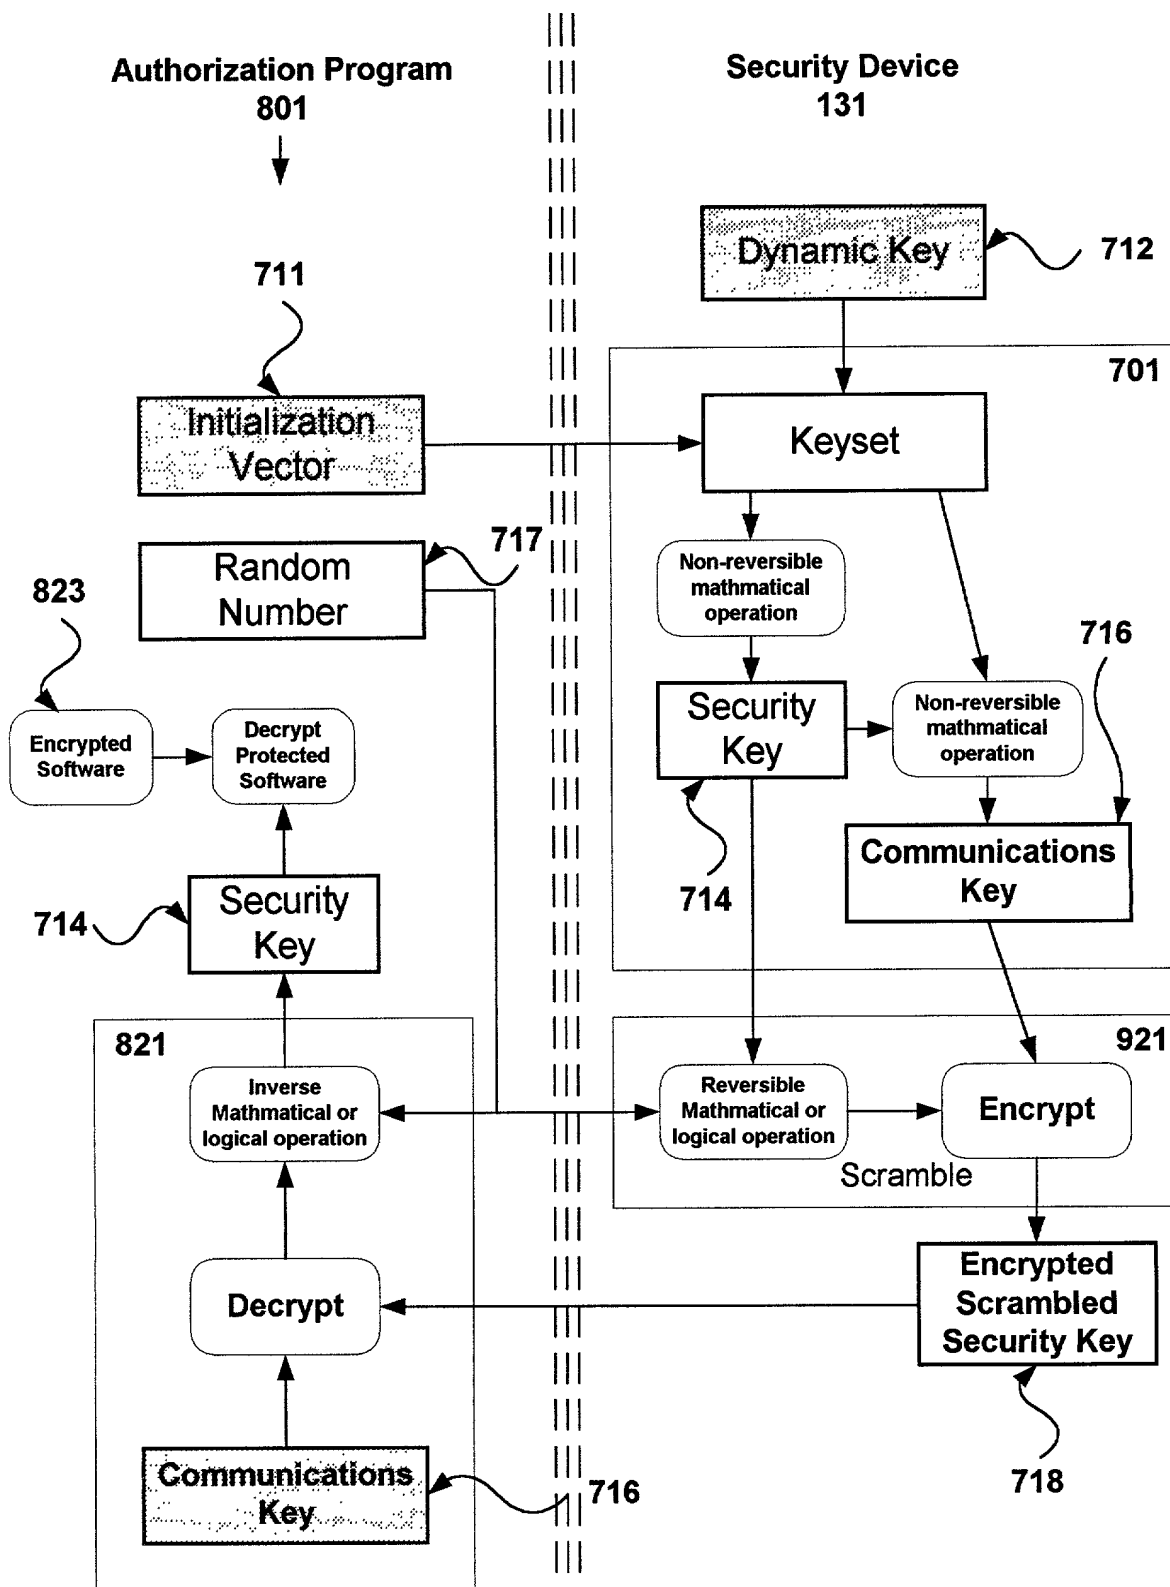 Authorization Program
801
Security Device
131
Dynamic Key
712
711
701
Initialization
Vector
Keyset
717
Random
Number
Non-reversible
mathmatical
operation
823
716
Encrypted
Software
Decrypt
Protected
Software
Security
Key
Non-reversible
mathmatical
operation
714
Communications
Key
714
Security
Key
821
921
Inverse
Mathmatical or
logical operation
Reversible
Mathmatical or
logical operation
Encrypt
Scramble
Decrypt
Encrypted
Scrambled
Security Key
Communications
Key
716
718